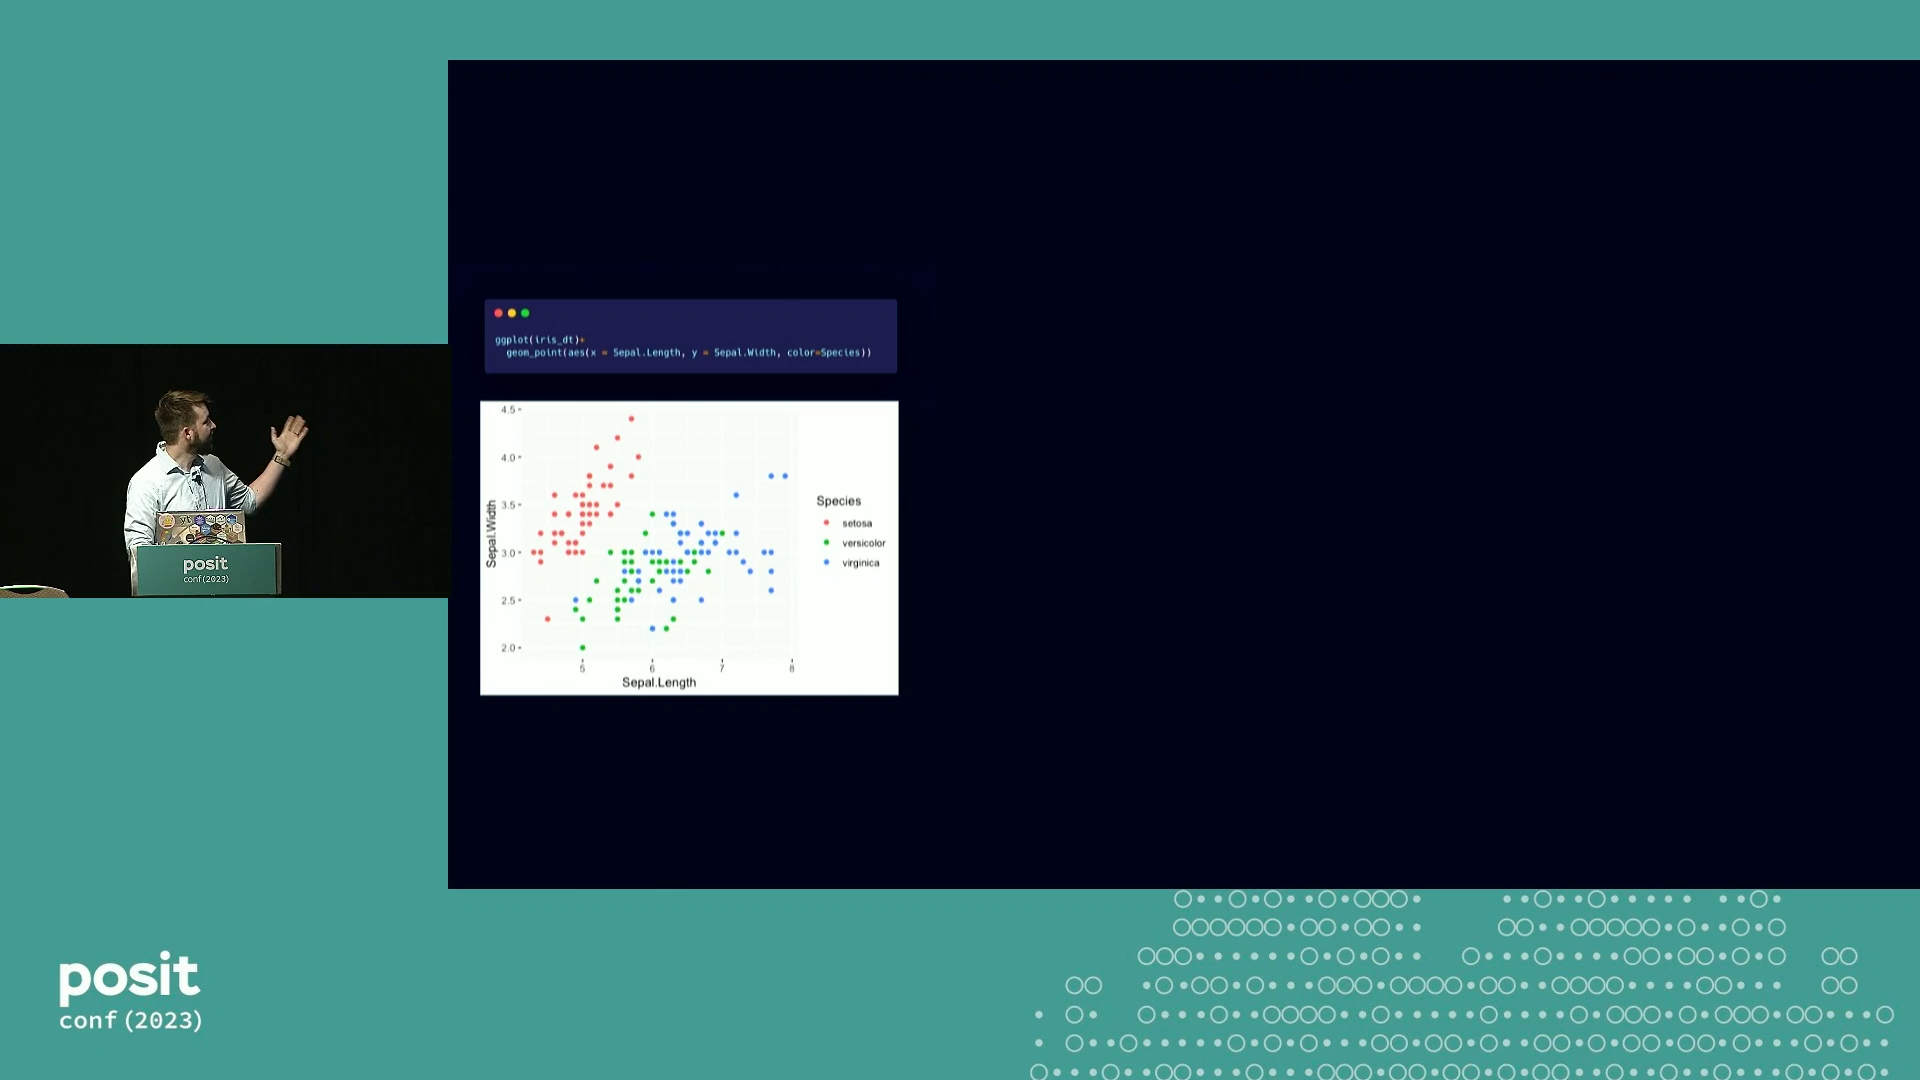 ggplot(iris_dt)+
geom_point(aes(x = Sepal.Length, y = Sepal.Width, color=Species))
4.5
4.0
3.5
3.0
2.5
2.0
Sepal.Width
5 6 7 8
Sepal.Length
Species
setosa
versicolor
virginica
posit
conf(2023)
posit
conf(2023)